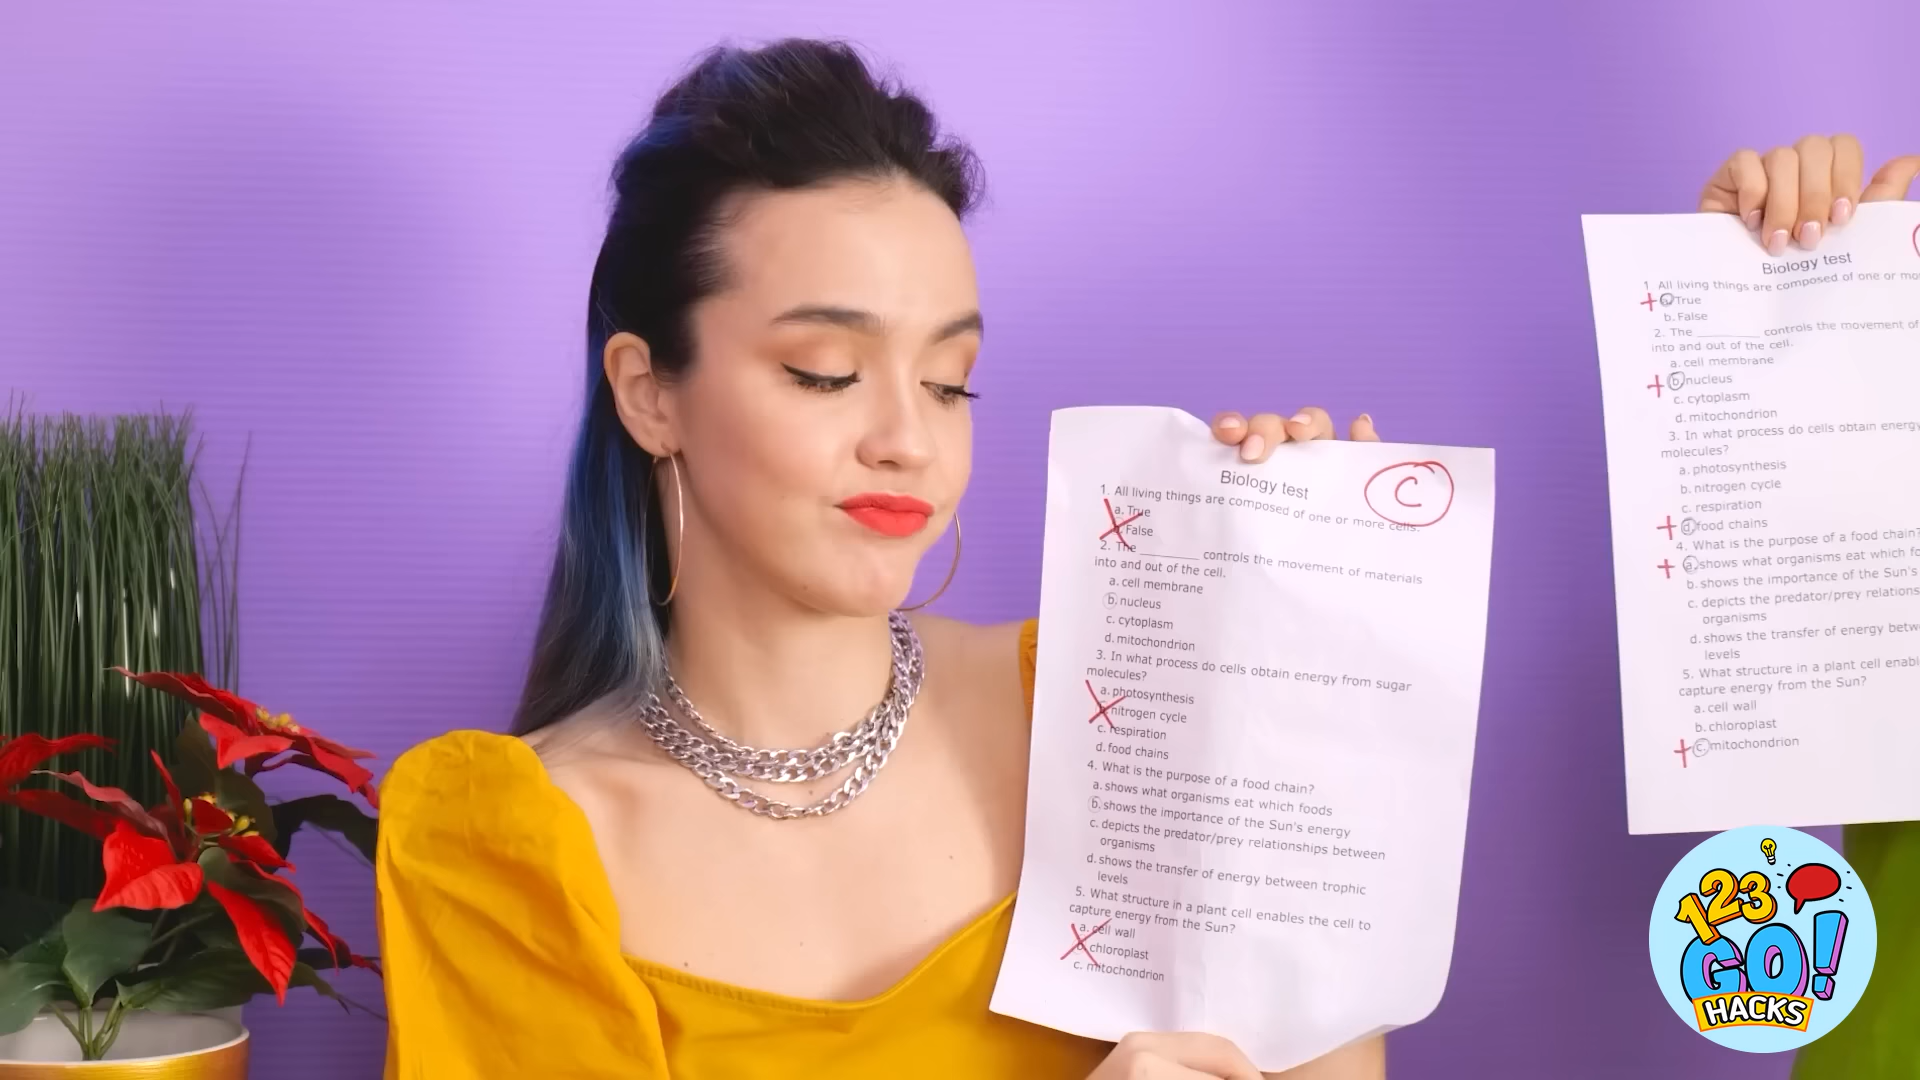 Biology test
C
1. All living things are composed of one or more cells.
a. True
b. False
2. The ________ controls the movement of materials
into and out of the cell.
a. cell membrane
b. nucleus
c. cytoplasm
d. mitochondrion
3. In what process do cells obtain energy from sugar
molecules?
a. photosynthesis
b. nitrogen cycle
c. respiration
d. food chains
4. What is the purpose of a food chain?
a. shows what organisms eat which foods
b. shows the importance of the Sun's energy
c. depicts the predator/prey relationships between
organisms
d. shows the transfer of energy between trophic
levels
5. What structure in a plant cell enables the cell to
capture energy from the Sun?
a. cell wall
b. chloroplast
c. mitochondrion
Biology test
1 All living things are composed of one or mo
+ a. True
b. False
2. The ________ controls the movement of
into and out of the cell.
a. cell membrane
+ b. nucleus
c. cytoplasm
d. mitochondrion
3. In what process do cells obtain energy
molecules?
a. photosynthesis
b. nitrogen cycle
c. respiration
+ d. food chains
4. What is the purpose of a food chain?
+ a. shows what organisms eat which fo
b. shows the importance of the Sun's
c. depicts the predator/prey relations
organisms
d. shows the transfer of energy betw
levels
5. What structure in a plant cell enabl
capture energy from the Sun?
a. cell wall
b. chloroplast
+ c. mitochondrion
123
GO!
HACKS